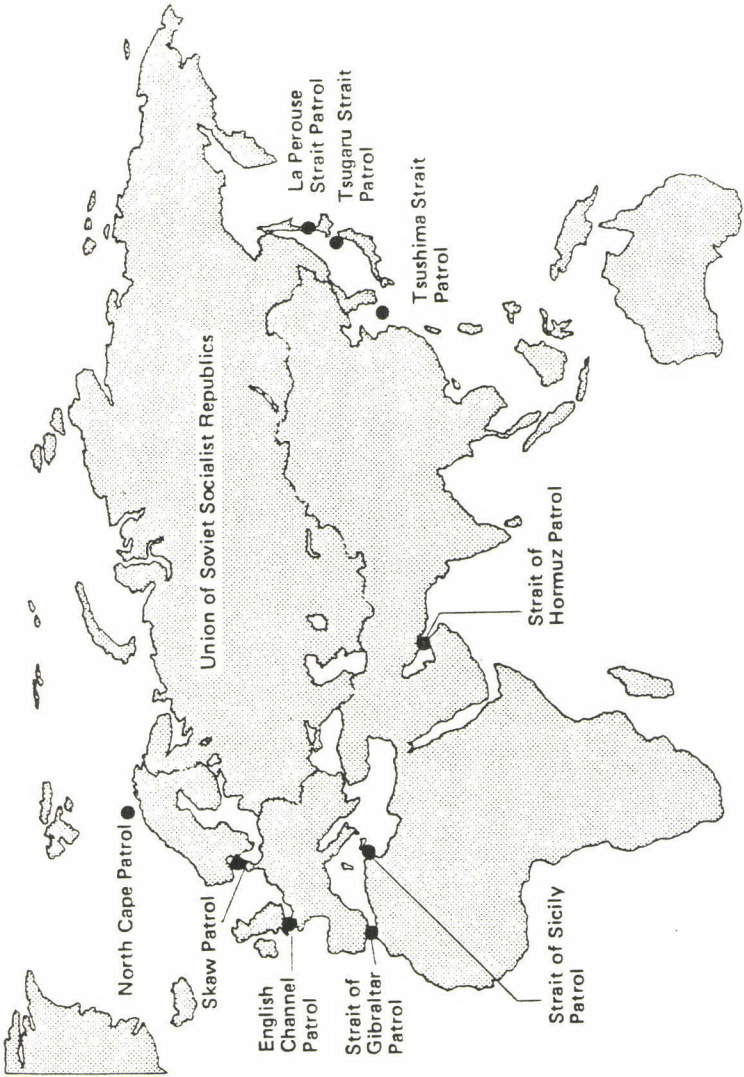 North Cape Patrol
Skaw Patrol
English
Channel
Patrol
Strait of
Gibraltar
Patrol
Strait of Sicily
Patrol
Union of Soviet Socialist Republics
Strait of
Hormuz Patrol
La Perouse
Strait Patrol
Tsugaru Strait
Patrol
Tsushima Strait
Patrol